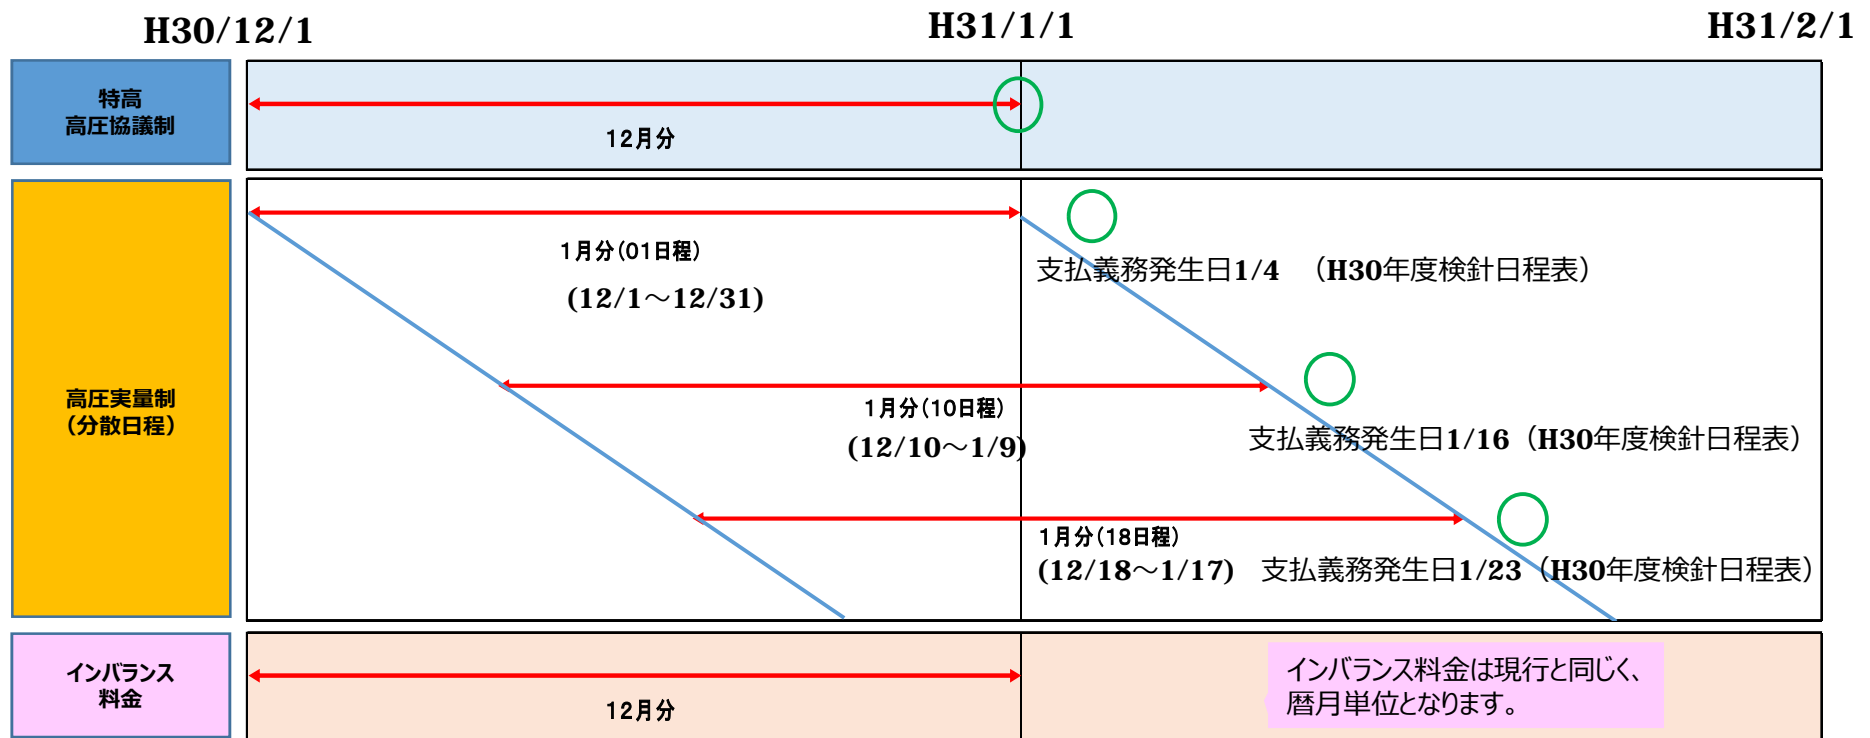 H30/12/1
H31/1/1
H31/2/1
特高
高圧協議制
12月分
高圧実量制
（分散日程）
1月分（01日程）
(12/1～12/31)
支払義務発生日1/4　（H30年度検針日程表）
1月分（10日程）
(12/10～1/9)
支払義務発生日1/16（H30年度検針日程表）
1月分（18日程）
(12/18～1/17)　支払義務発生日1/23（H30年度検針日程表）
インバランス
料金
12月分
インバランス料金は現行と同じく、
暦月単位となります。